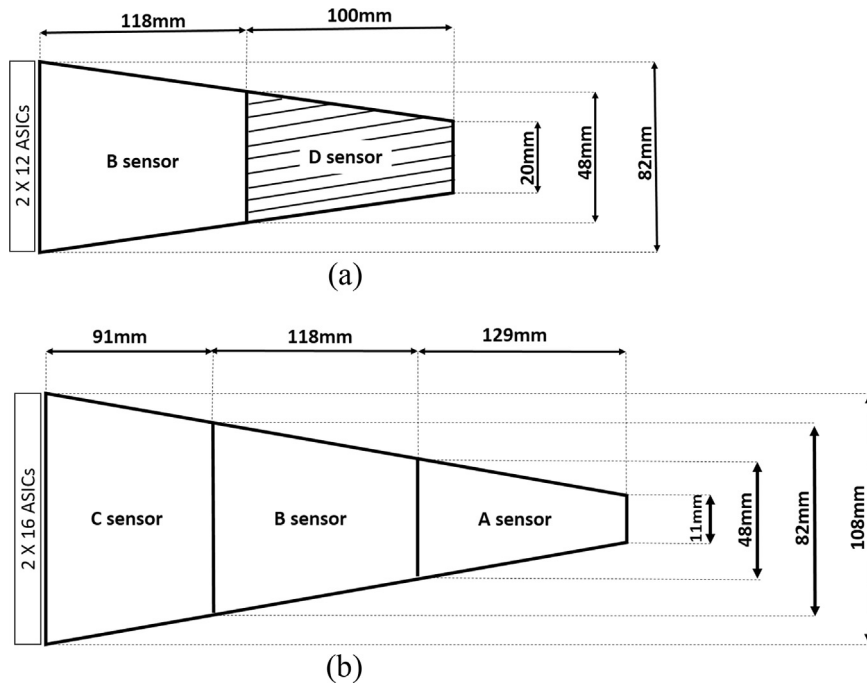 118mm
100mm
2 X 12 ASICs
B sensor
D sensor
20mm
48mm
82mm
(a)
91mm
118mm
129mm
2 X 16 ASICs
C sensor
B sensor
A sensor
11mm
48mm
82mm
108mm
(b)